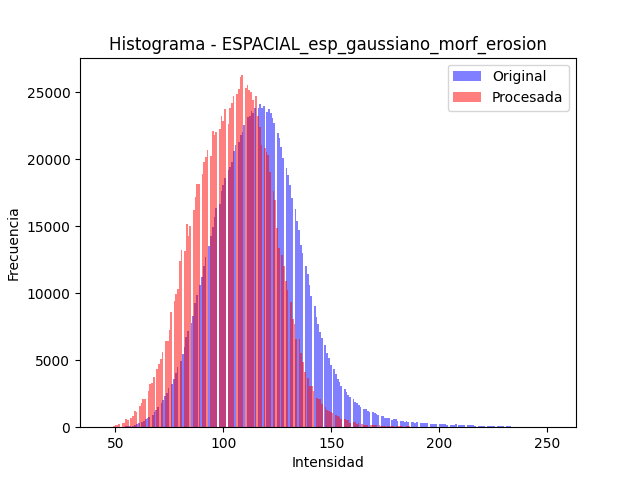 Histograma - ESPACIAL_esp_gaussiano_morf_erosion
Original
Procesada
Frecuencia
25000
20000
15000
10000
5000
0
50
100
150
200
250
Intensidad